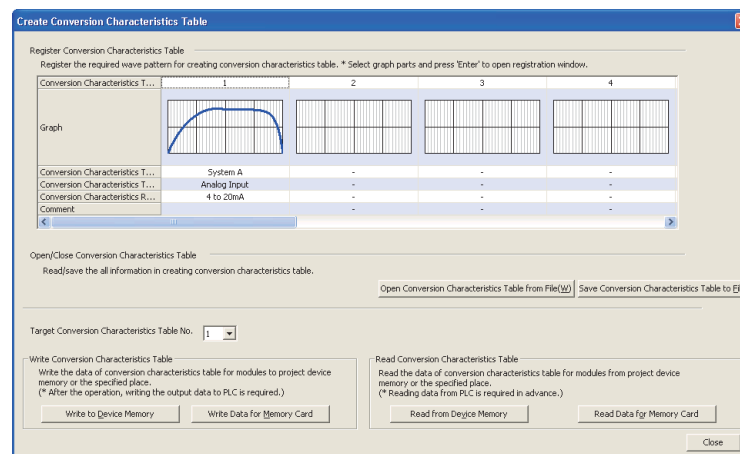 Create Conversion Characteristics Table
Register Conversion Characteristics Table
Register the required wave pattern for creating conversion characteristics table. * Select graph parts and press 'Enter' to open registration window.
Conversion Characteristics T... 1 2 3 4
Graph
Conversion Characteristics T... System A - - -
Conversion Characteristics T... Analog Input - - -
Conversion Characteristics R... 4 to 20mA - - -
Comment - - -
Open/Close Conversion Characteristics Table
Read/save the all information in creating conversion characteristics table.
Open Conversion Characteristics Table from File(W) Save Conversion Characteristics Table to Fi
Target Conversion Characteristics Table No. 1
Write Conversion Characteristics Table
Write the data of conversion characteristics table for modules to project device
memory or the specified place.
(* After the operation, writing the output data to PLC is required.)
Write to Device Memory Write Data for Memory Card
Read Conversion Characteristics Table
Read the data of conversion characteristics table for modules from project device
memory or the specified place.
(* Reading data from PLC is required in advance.)
Read from Device Memory Read Data for Memory Card
Close